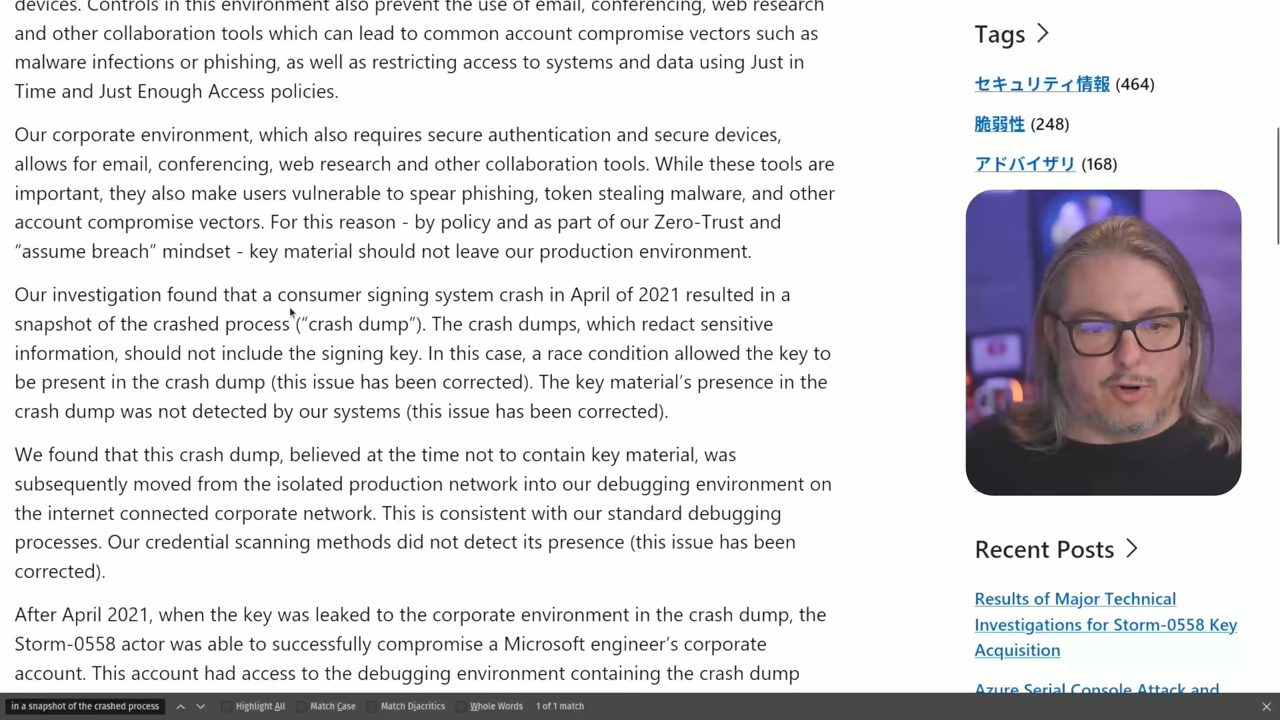 devices. Controls in this environment also prevent the use of email, conferencing, web research
and other collaboration tools which can lead to common account compromise vectors such as
malware infections or phishing, as well as restricting access to systems and data using Just in
Time and Just Enough Access policies.
Our corporate environment, which also requires secure authentication and secure devices,
allows for email, conferencing, web research and other collaboration tools. While these tools are
important, they also make users vulnerable to spear phishing, token stealing malware, and other
account compromise vectors. For this reason - by policy and as part of our Zero-Trust and
“assume breach” mindset - key material should not leave our production environment.
Our investigation found that a consumer signing system crash in April of 2021 resulted in a
snapshot of the crashed process (“crash dump”). The crash dumps, which redact sensitive
information, should not include the signing key. In this case, a race condition allowed the key to
be present in the crash dump (this issue has been corrected). The key material’s presence in the
crash dump was not detected by our systems (this issue has been corrected).
We found that this crash dump, believed at the time not to contain key material, was
subsequently moved from the isolated production network into our debugging environment on
the internet connected corporate network. This is consistent with our standard debugging
processes. Our credential scanning methods did not detect its presence (this issue has been
corrected).
After April 2021, when the key was leaked to the corporate environment in the crash dump, the
Storm-0558 actor was able to successfully compromise a Microsoft engineer’s corporate
account. This account had access to the debugging environment containing the crash dump
Tags
セキュリティ情報 (464)
脆弱性 (248)
アドバイザリ (168)
Recent Posts
Results of Major Technical
Investigations for Storm-0558 Key
Acquisition
Azure Serial Console Attack and
in a snapshot of the crashed process
Highlight All
Match Case
Match Diacritics
Whole Words
1 of 1 match